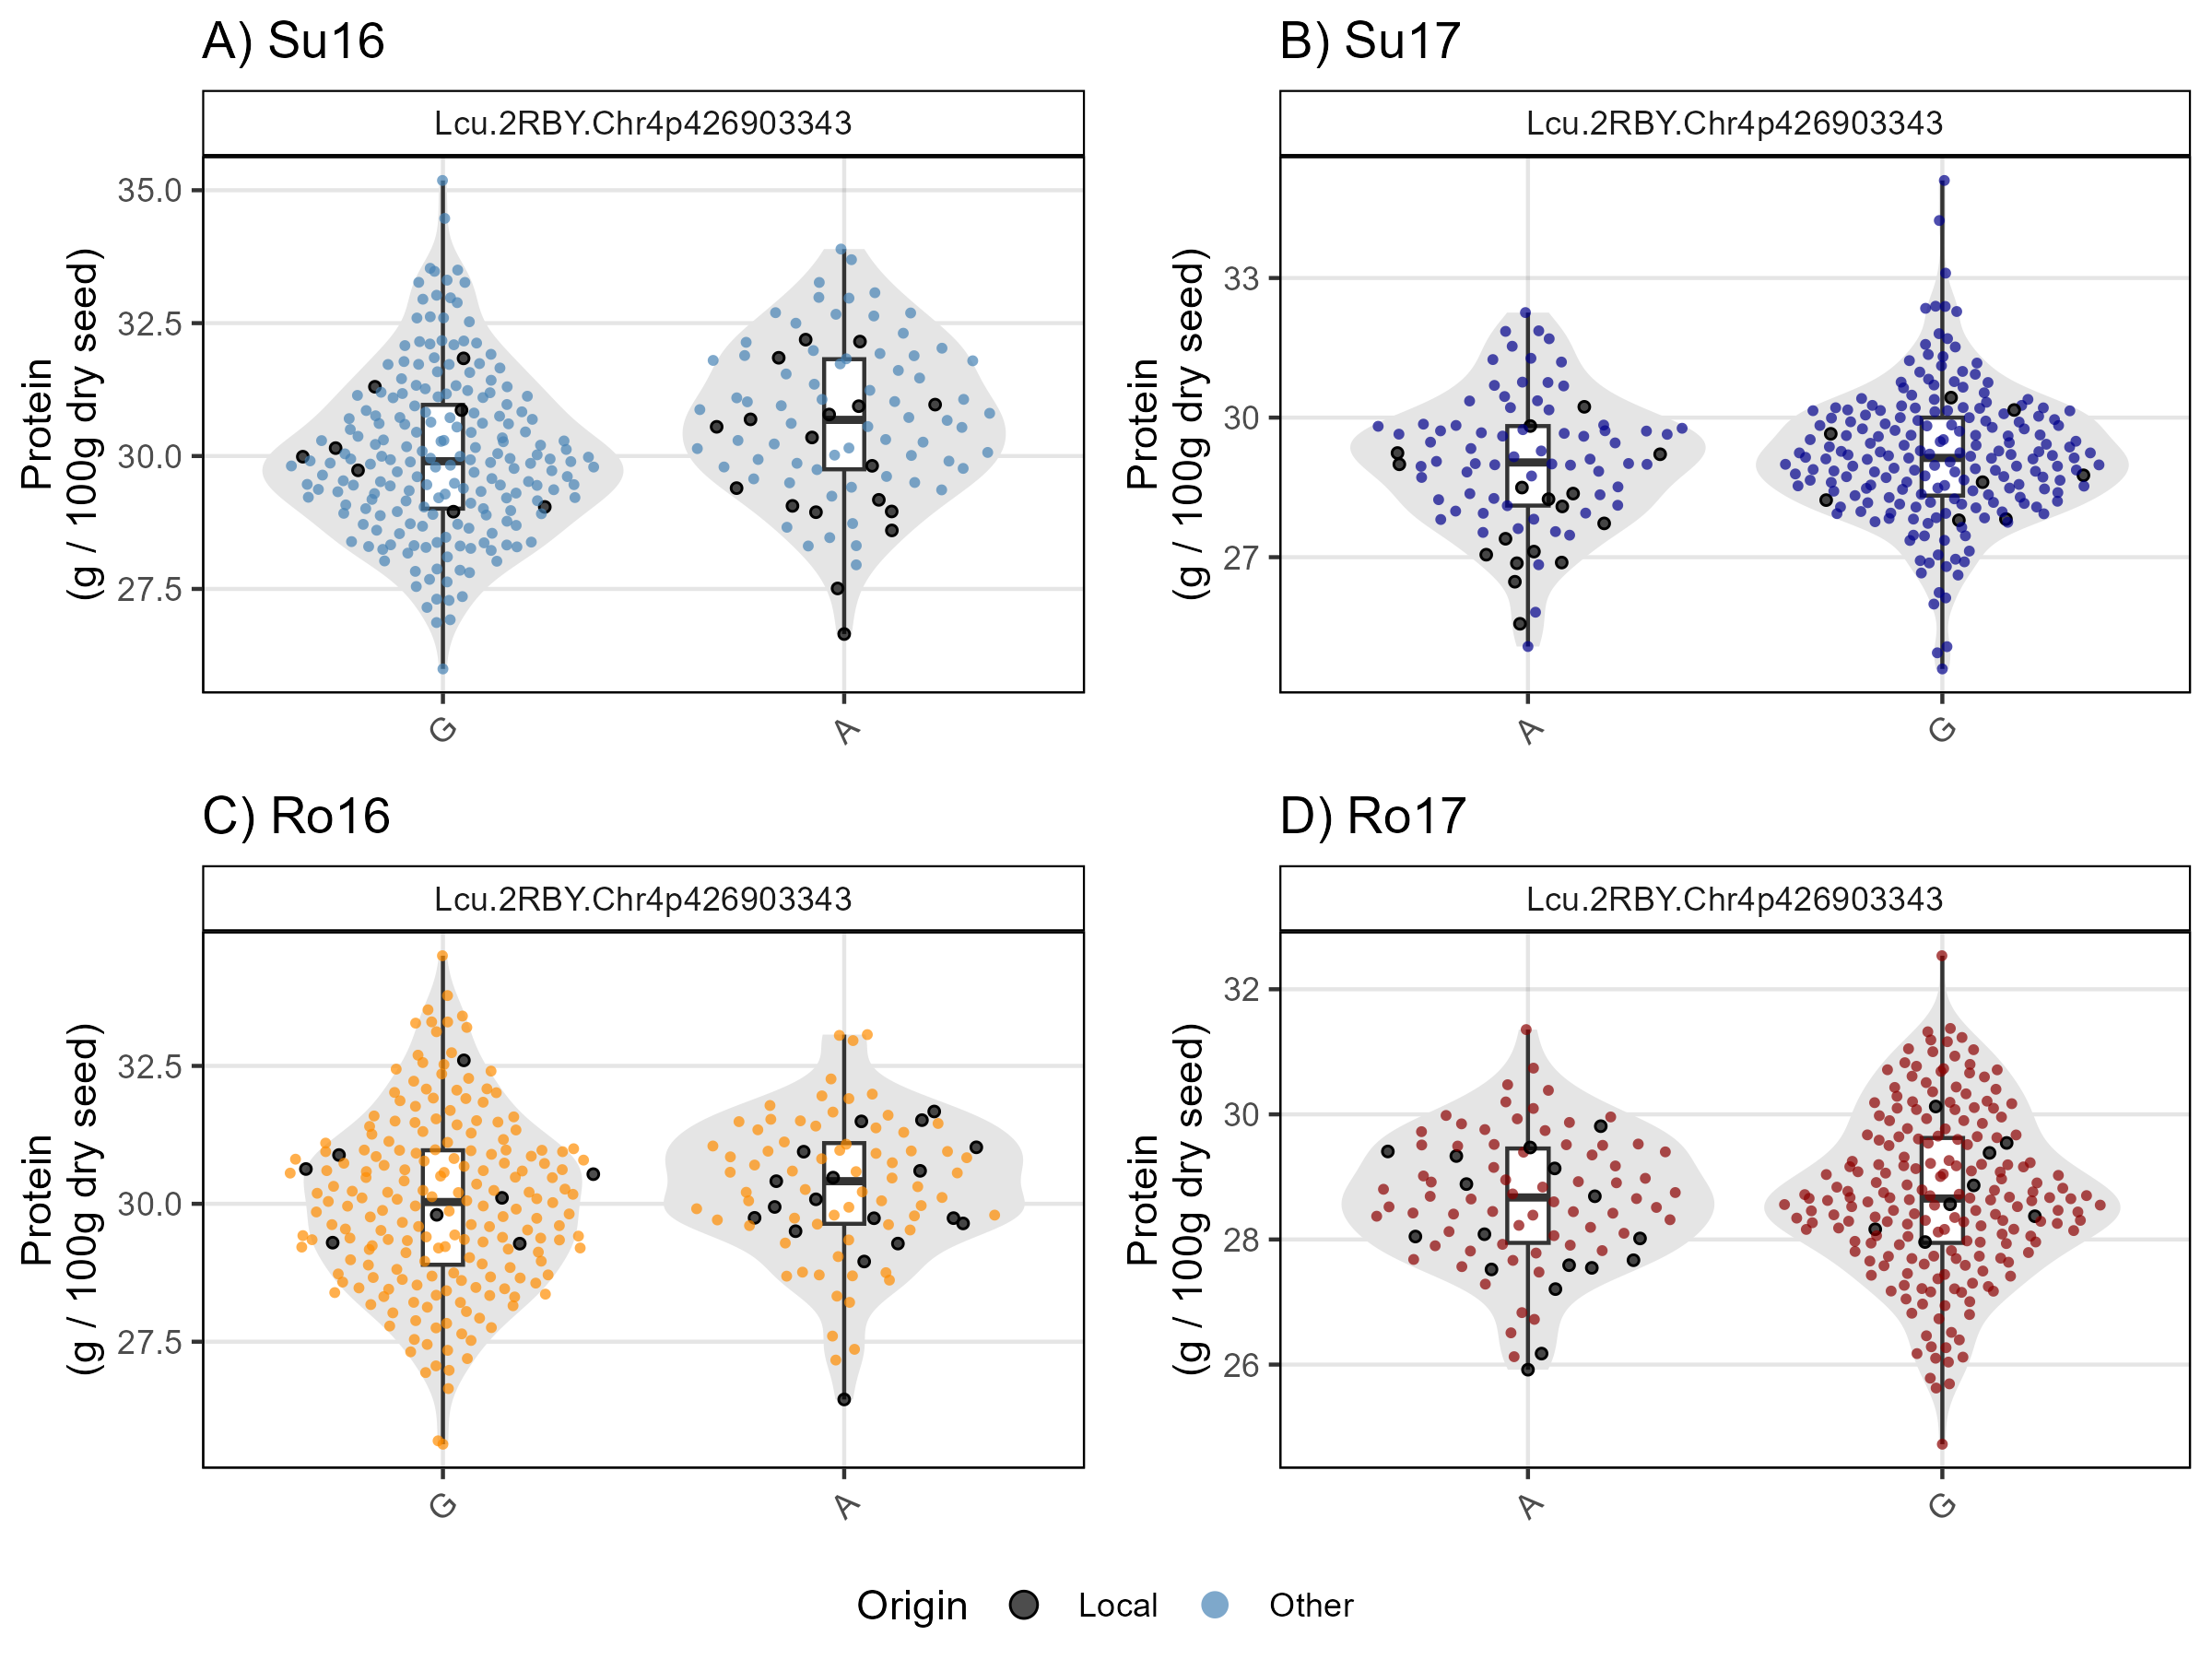 A) Su16
Lcu.2RBY.Chr4p426903343
Protein
(g / 100g dry seed)
35.0
32.5
30.0
27.5
G
A
B) Su17
Lcu.2RBY.Chr4p426903343
Protein
(g / 100g dry seed)
33
30
27
A
G
C) Ro16
Lcu.2RBY.Chr4p426903343
Protein
(g / 100g dry seed)
32.5
30.0
27.5
G
A
D) Ro17
Lcu.2RBY.Chr4p426903343
Protein
(g / 100g dry seed)
32
30
28
26
A
G
Origin Local Other